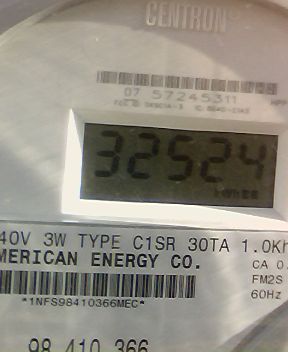 CENTRON
07 57245311
32524
40V 3W TYPE C1SR 30TA 1.0Kh
MERICAN ENERGY CO.
CA 0.
FM2S
60Hz
*1NFS98410366MEC*
98 410 366